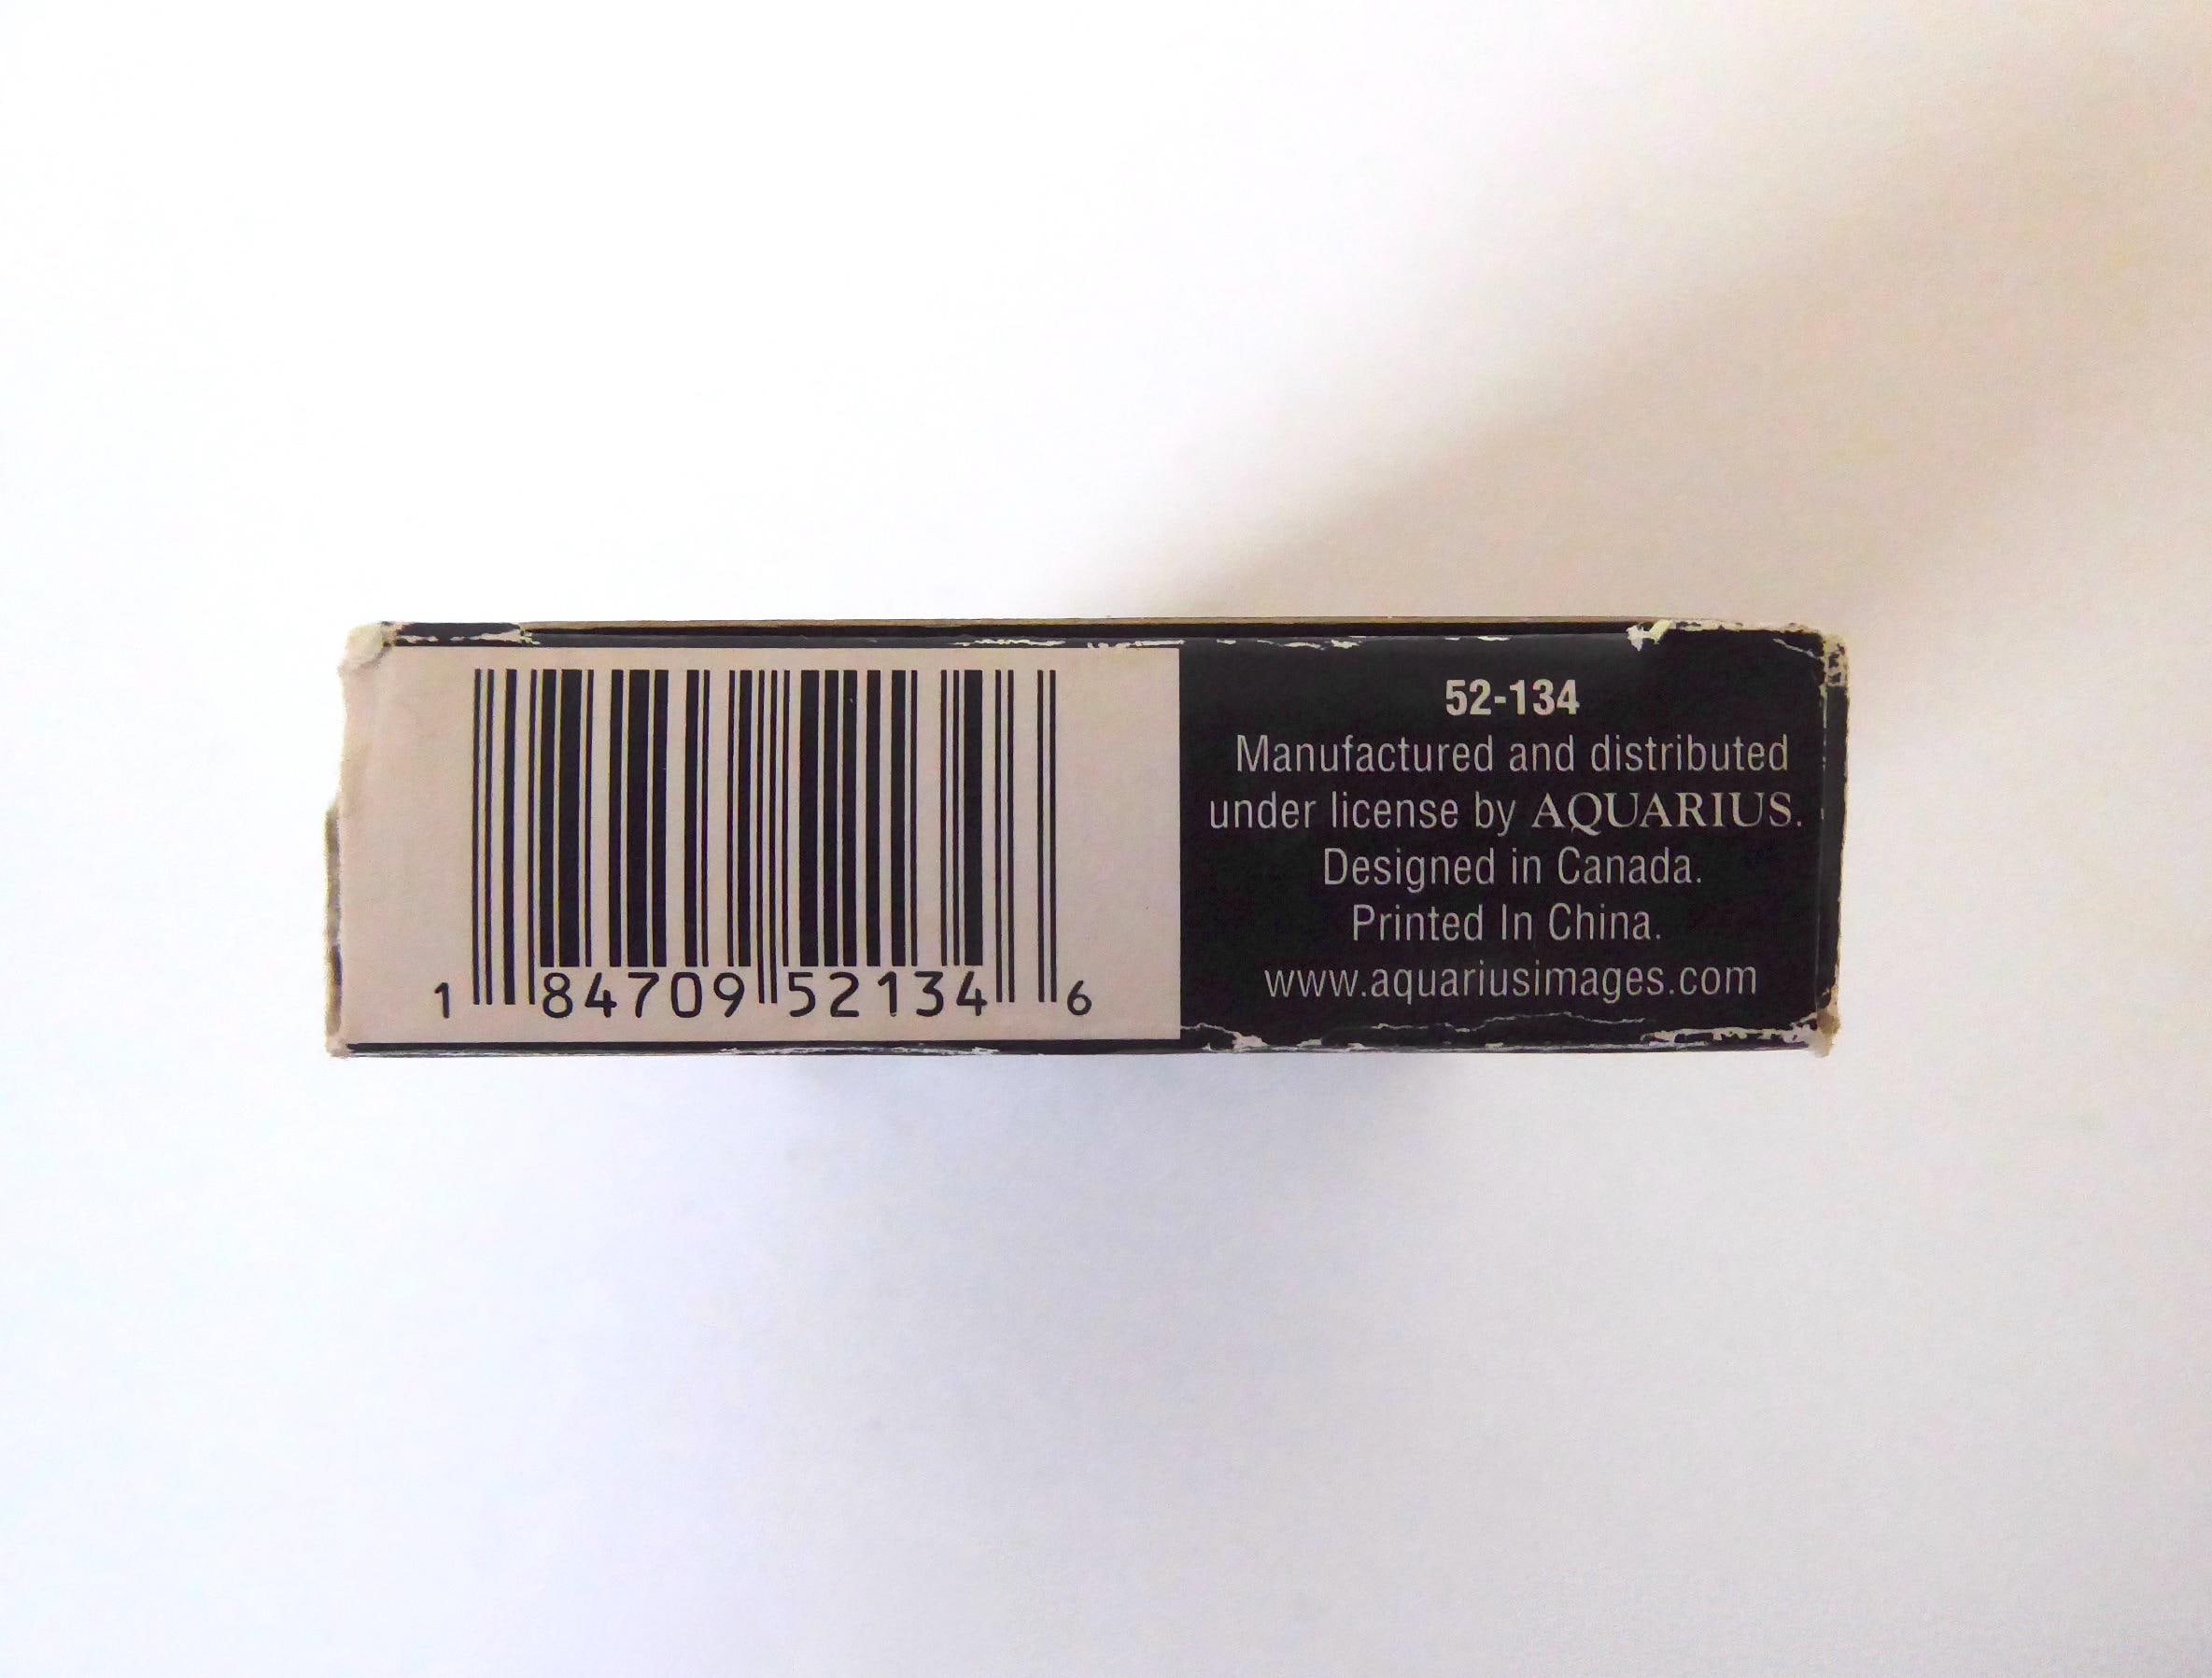 1 84709 52134 6
52-134
Manufactured and distributed
under license by AQUARIUS.
Designed in Canada.
Printed In China.
www.aquariusimages.com